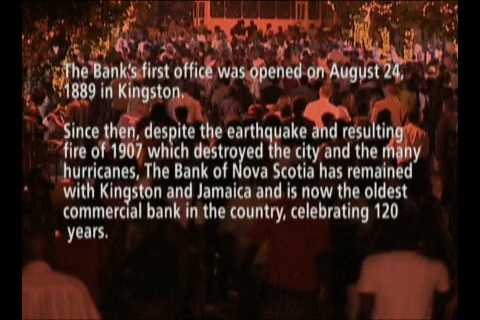 The Bank's first office was opened on August 24,
1889 in Kingston.
Since then, despite the earthquake and resulting
fire of 1907 which destroyed the city and the many
hurricanes, The Bank of Nova Scotia has remained
with Kingston and Jamaica and is now the oldest
commercial bank in the country, celebrating 120
years.